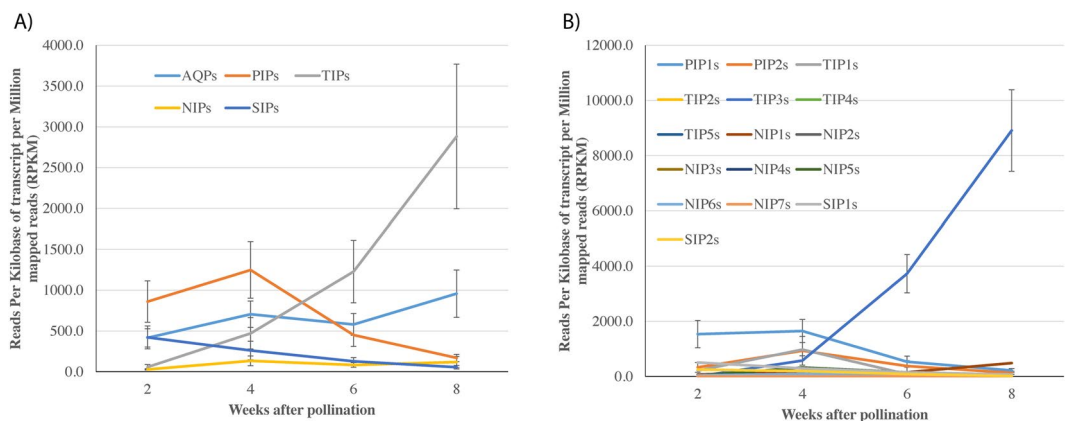 A)
Reads Per Kilobase of transcript per Million
mapped reads (RPKM)
4000.0
3500.0
3000.0
2500.0
2000.0
1500.0
1000.0
500.0
0.0
AQPs PIPs TIPs
NIPs SIPs
2 4 6 8
Weeks after pollination
B)
Reads Per Kilobase of transcript per Million
mapped reads (RPKM)
12000.0
10000.0
8000.0
6000.0
4000.0
2000.0
0.0
PIP1s PIP2s TIP1s
TIP2s TIP3s TIP4s
TIP5s NIP1s NIP2s
NIP3s NIP4s NIP5s
NIP6s NIP7s SIP1s
SIP2s
2 4 6 8
Weeks after pollination